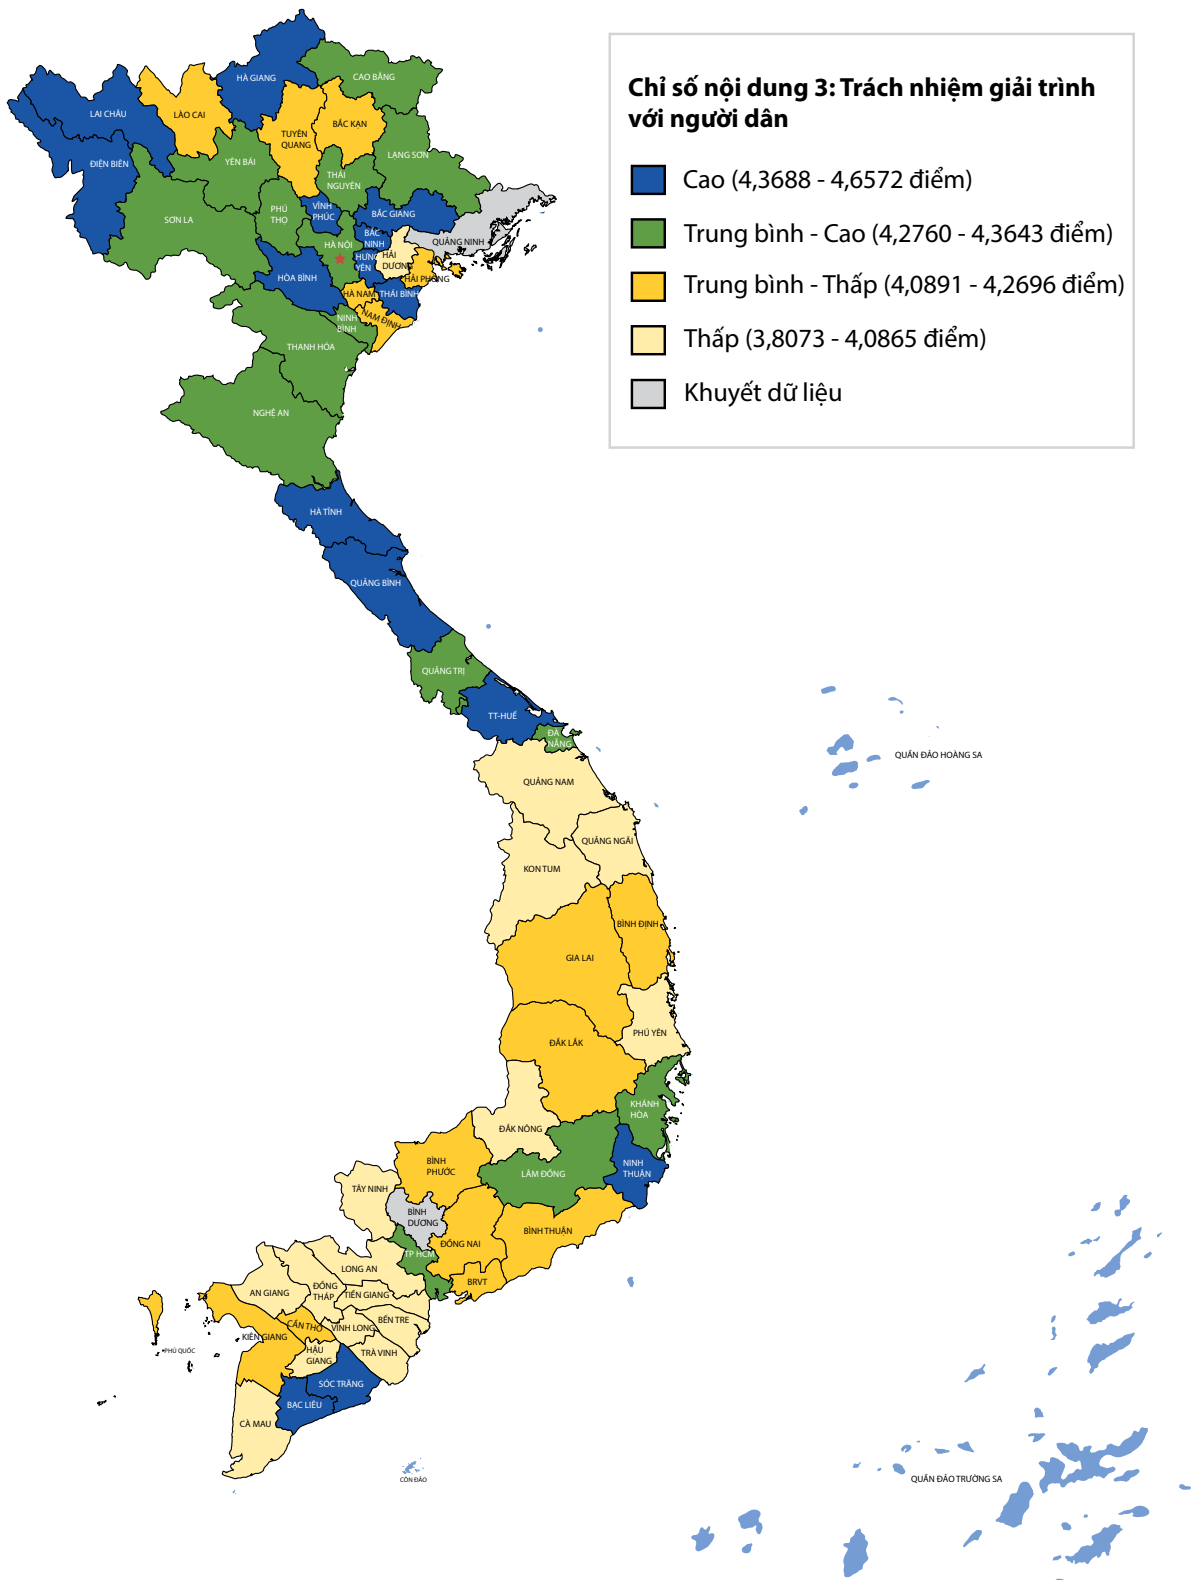 Chỉ số nội dung 3: Trách nhiệm giải trình
với người dân
Cao (4,3688 - 4,6572 điểm)
Trung bình - Cao (4,2760 - 4,3643 điểm)
Trung bình - Thấp (4,0891 - 4,2696 điểm)
Thấp (3,8073 - 4,0865 điểm)
Khuyết dữ liệu
HÀ GIANG
CAO BẰNG
LAI CHÂU
LÀO CAI
BẮC KẠN
TUYÊN
QUANG
ĐIỆN BIÊN
YÊN BÁI
LẠNG SƠN
THÁI
NGUYÊN
SƠN LA
PHÚ
THỌ
VĨNH
PHÚC
BẮC GIANG
HÀ NỘI
BẮC
NINH
QUẢNG NINH
HƯNG
YÊN
HẢI
DƯƠNG
HẢI PHÒNG
HÒA BÌNH
HÀ NAM
THÁI BÌNH
NINH
BÌNH
NAM ĐỊNH
THANH HÓA
NGHỆ AN
HÀ TĨNH
QUẢNG BÌNH
QUẢNG TRỊ
TT-HUẾ
ĐÀ
NẴNG
QUẦN ĐẢO HOÀNG SA
QUẢNG NAM
QUẢNG NGÃI
KON TUM
BÌNH ĐỊNH
GIA LAI
PHÚ YÊN
ĐẮK LẮK
KHÁNH
HÒA
ĐẮK NÔNG
LÂM ĐỒNG
NINH
THUẬN
BÌNH
PHƯỚC
TÂY NINH
BÌNH
DƯƠNG
BÌNH THUẬN
ĐỒNG NAI
TP HCM
BRVT
LONG AN
AN GIANG
ĐỒNG
THÁP
TIỀN GIANG
BẾN TRE
CẦN THƠ
VĨNH LONG
KIÊN GIANG
HẬU
GIANG
TRÀ VINH
PHÚ QUỐC
SÓC TRĂNG
BẠC LIÊU
CÀ MAU
CÔN ĐẢO
QUẦN ĐẢO TRƯỜNG SA